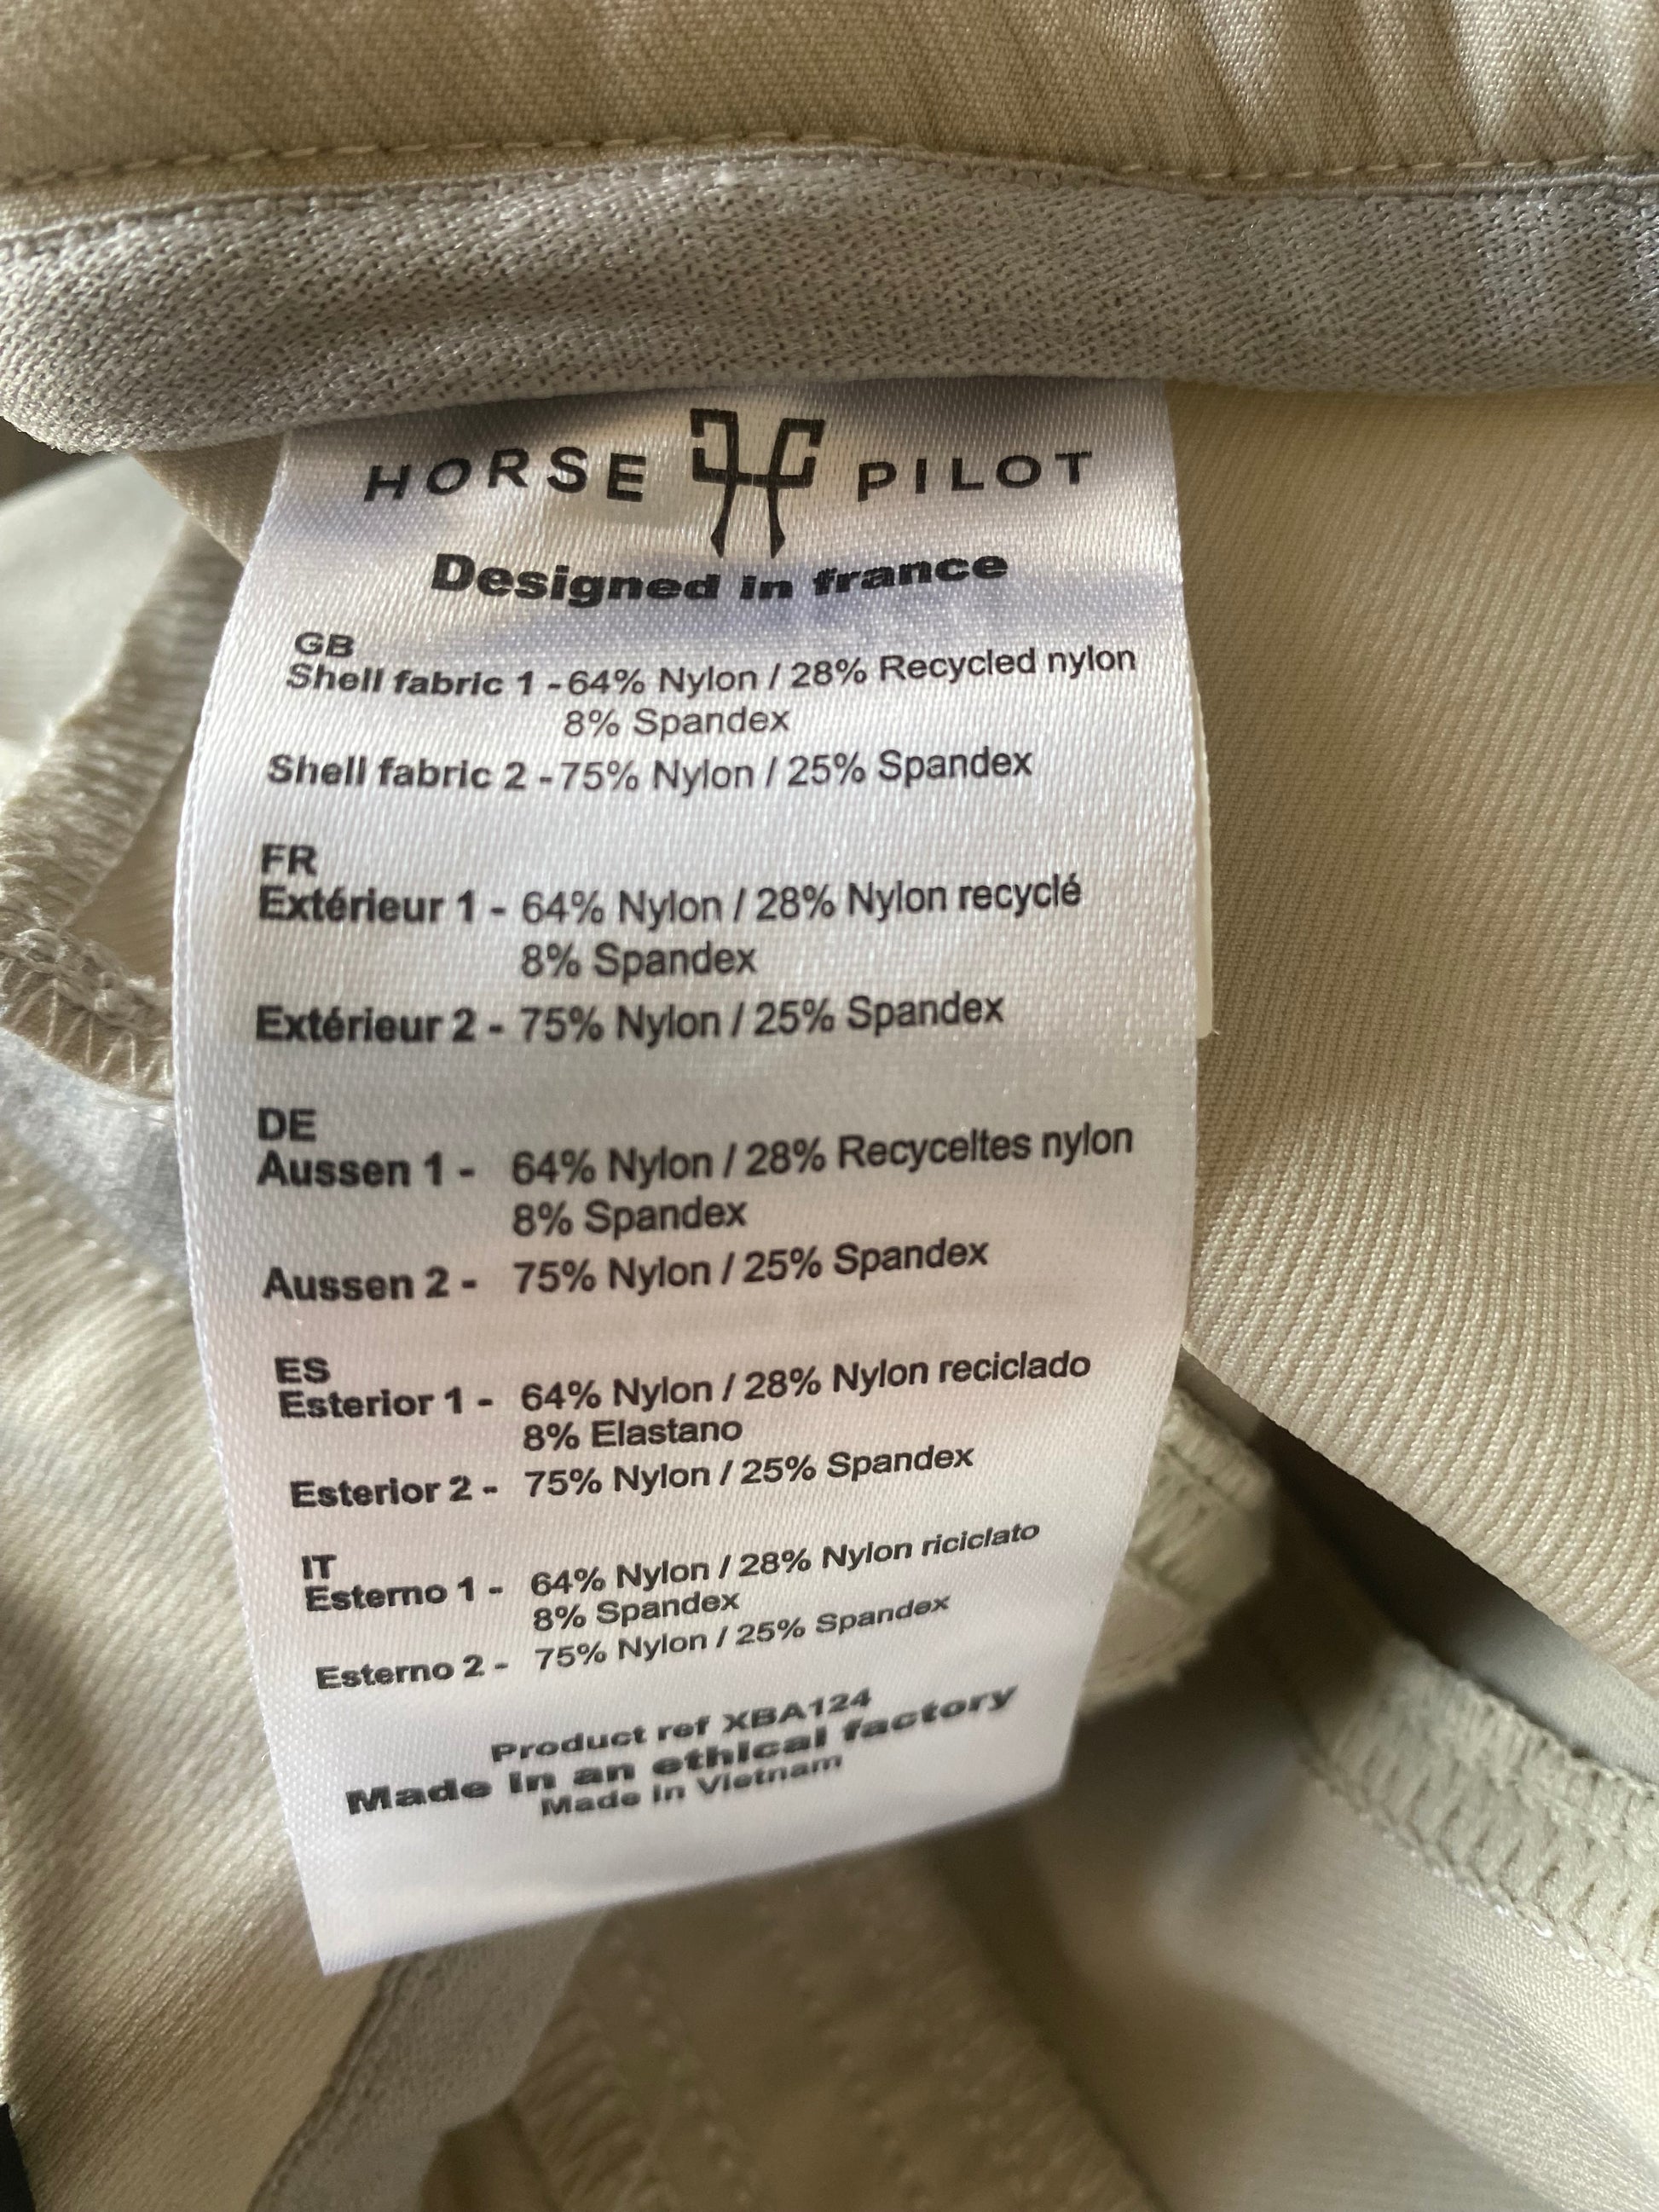 HORSE PILOT
Designed in france
GB
Shell fabric 1 - 64% Nylon / 28% Recycled nylon
8% Spandex
Shell fabric 2 - 75% Nylon / 25% Spandex
FR
Extérieur 1 - 64% Nylon / 28% Nylon recyclé
8% Spandex
Extérieur 2 - 75% Nylon / 25% Spandex
DE
Aussen 1 - 64% Nylon / 28% Recyceltes nylon
8% Spandex
Aussen 2 - 75% Nylon / 25% Spandex
ES
Esterior 1 - 64% Nylon / 28% Nylon reciclado
8% Elastano
Esterior 2 - 75% Nylon / 25% Spandex
IT
Esterno 1 - 64% Nylon / 28% Nylon riciclato
8% Spandex
Esterno 2 - 75% Nylon / 25% Spandex
Product ref XBA124
Made in an ethical factory
Made in Vietnam